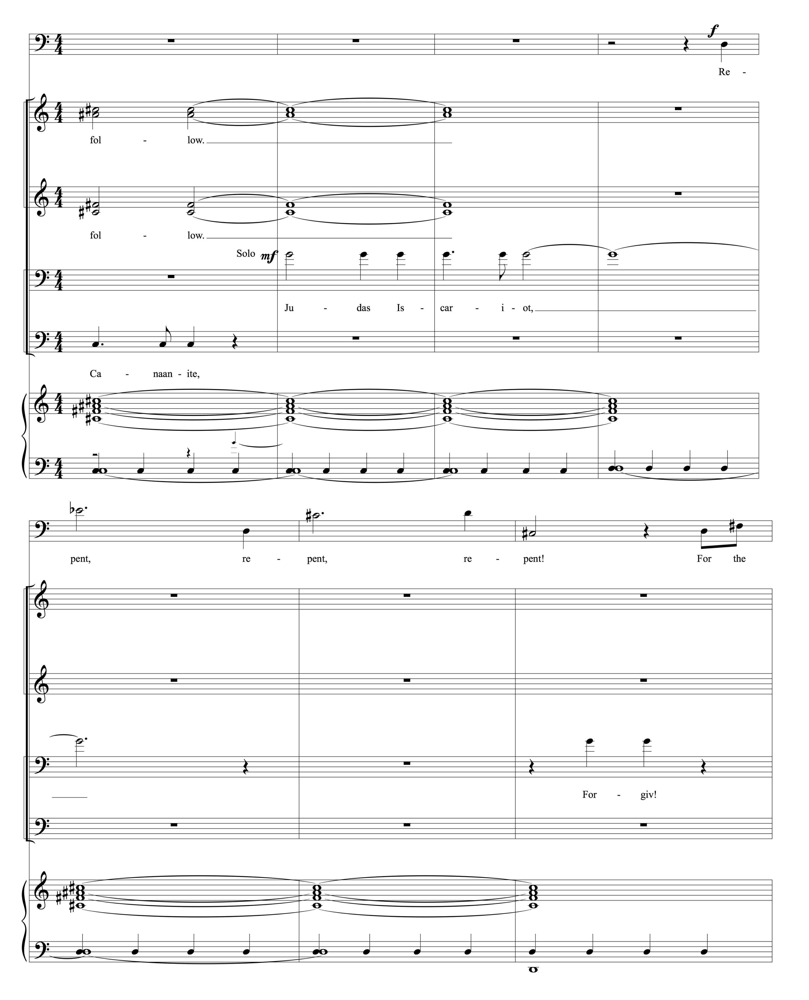 f
Re -
fol - low.
fol - low.
Solo mf
Ju - das Is - car - i - ot,
Ca - naan - ite,
pent, re - pent, re - pent! For the
For - giv!